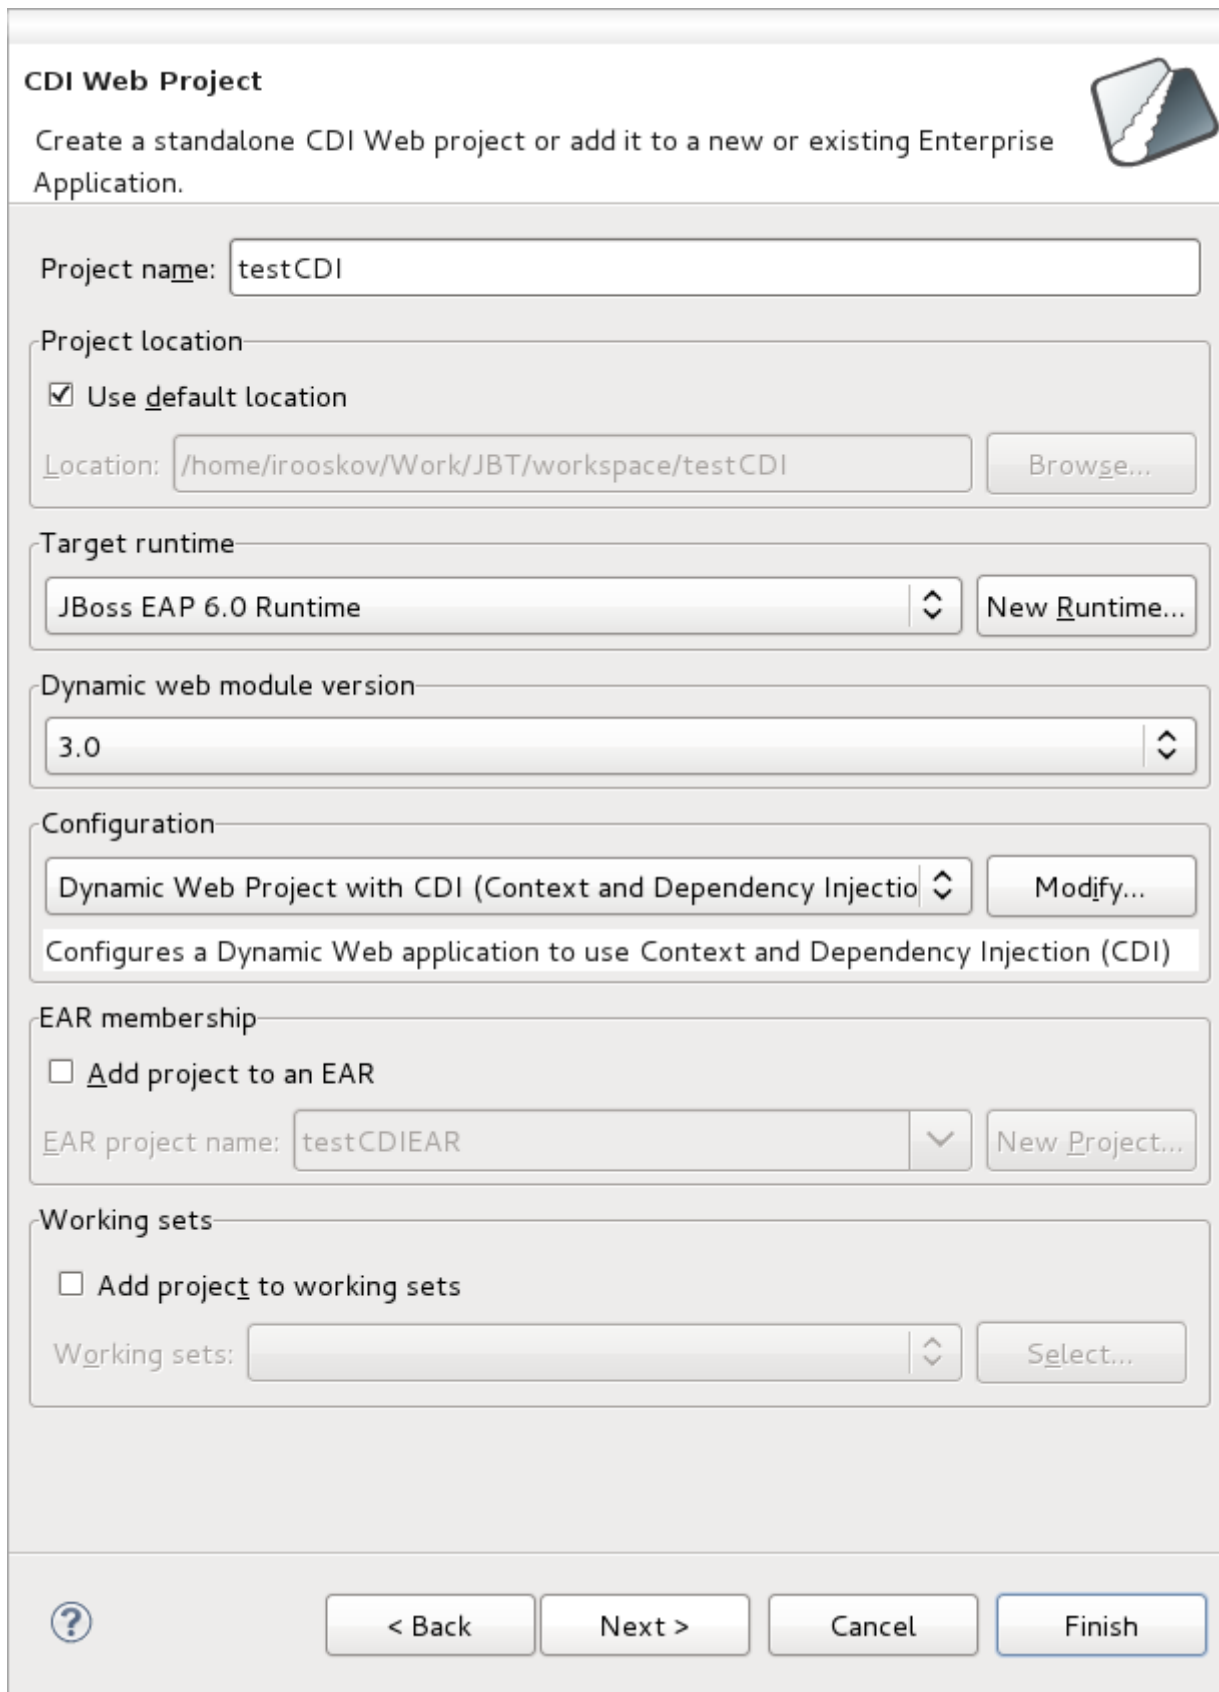 CDI Web Project
Create a standalone CDI Web project or add it to a new or existing Enterprise
Application.
Project name: testCDI
Project location
Use default location
Location: /home/irooskov/Work/JBT/workspace/testCDI Browse...
Target runtime
JBoss EAP 6.0 Runtime New Runtime...
Dynamic web module version
3.0
Configuration
Dynamic Web Project with CDI (Context and Dependency Injectio Modify...
Configures a Dynamic Web application to use Context and Dependency Injection (CDI)
EAR membership
Add project to an EAR
EAR project name: testCDIEAR New Project...
Working sets
Add project to working sets
Working sets: Select...
? < Back Next > Cancel Finish